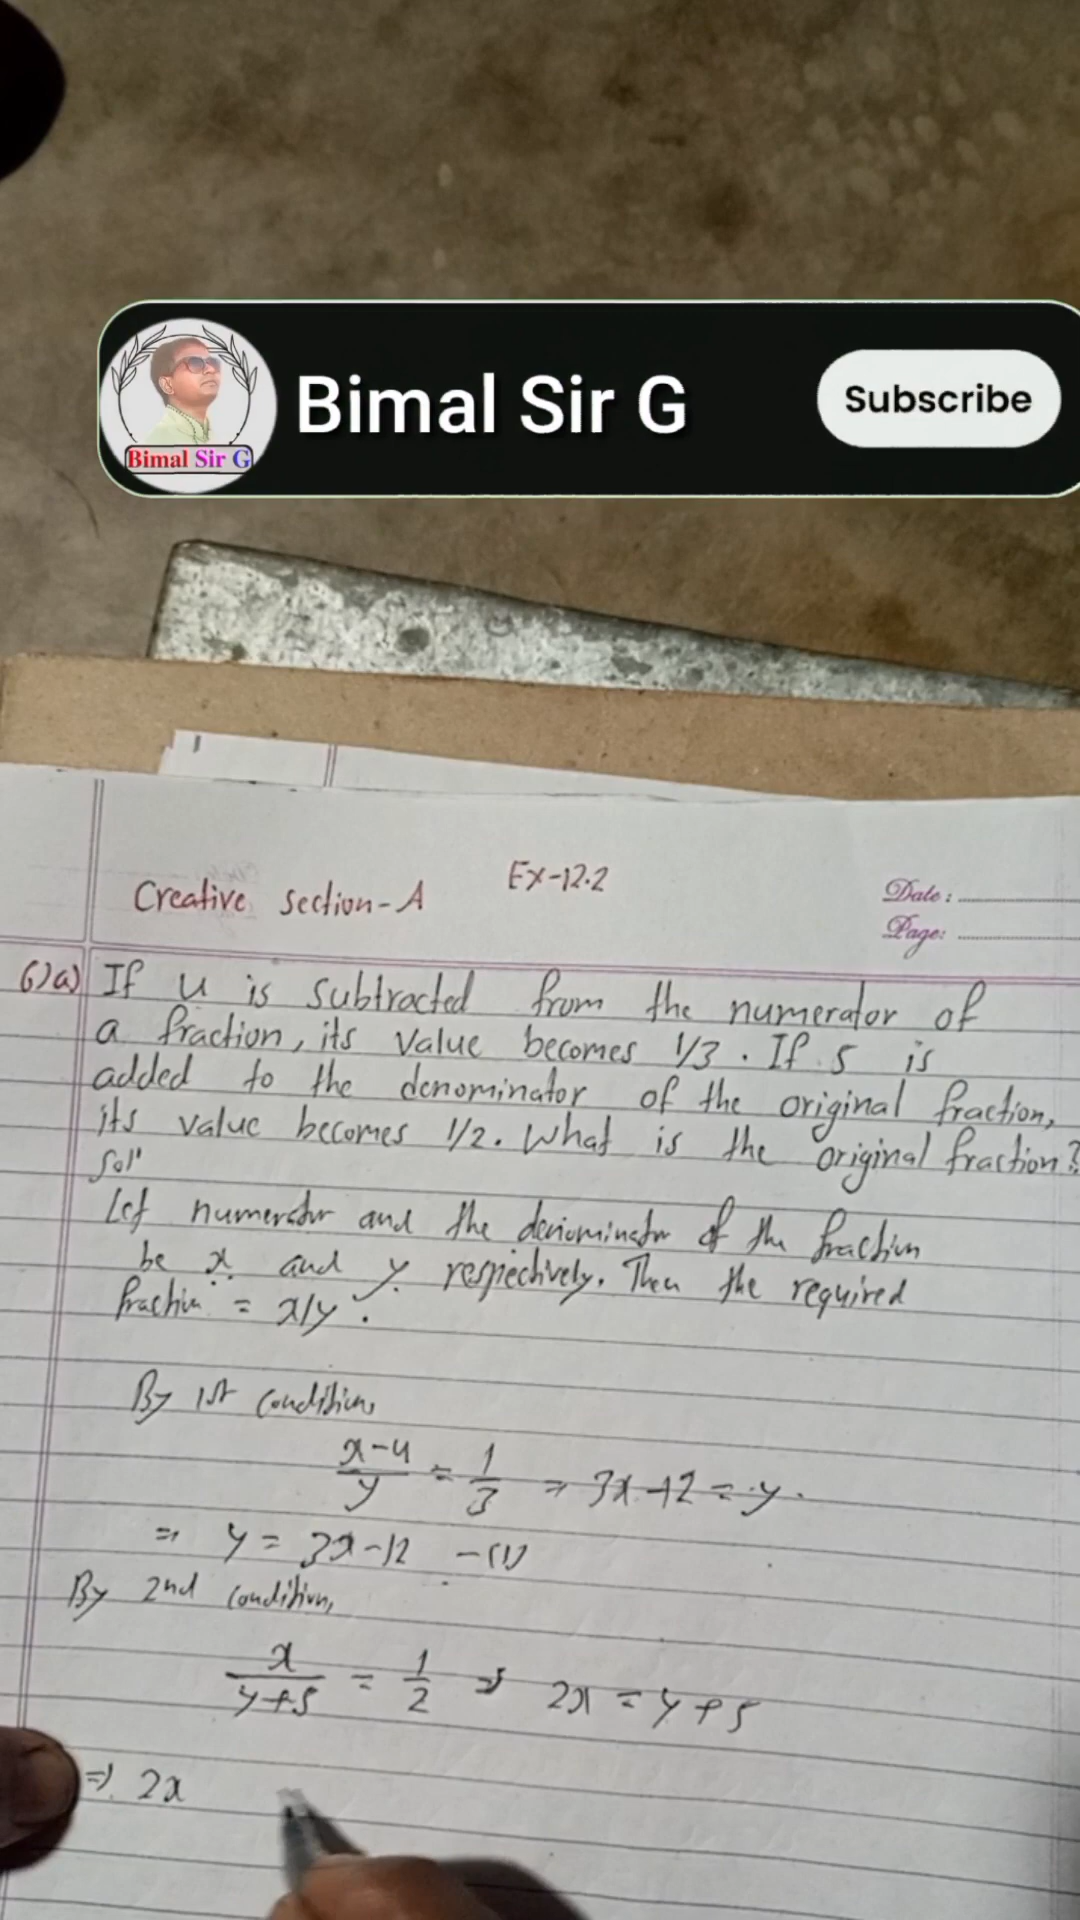 Bimal Sir G
Bimal Sir G
Subscribe
Creative section-A
Ex-12.2
Date:
Page:
6)a) If 4 is subtracted from the numerator of
a fraction, its value becomes 1/3. If 5 is
added to the denominator of the original fraction,
its value becomes 1/2. What is the original fraction?
Solⁿ
Let numerator and the denominator of the fraction
be x and y respectively. Then the required
fraction = x/y.
By 1st condition,
x-4/y = 1/3 ⇒ 3x-12 = y.
⇒ y = 3x-12 -(1)
By 2nd condition,
x/y+5 = 1/2 ⇒ 2x = y+5
⇒ 2x